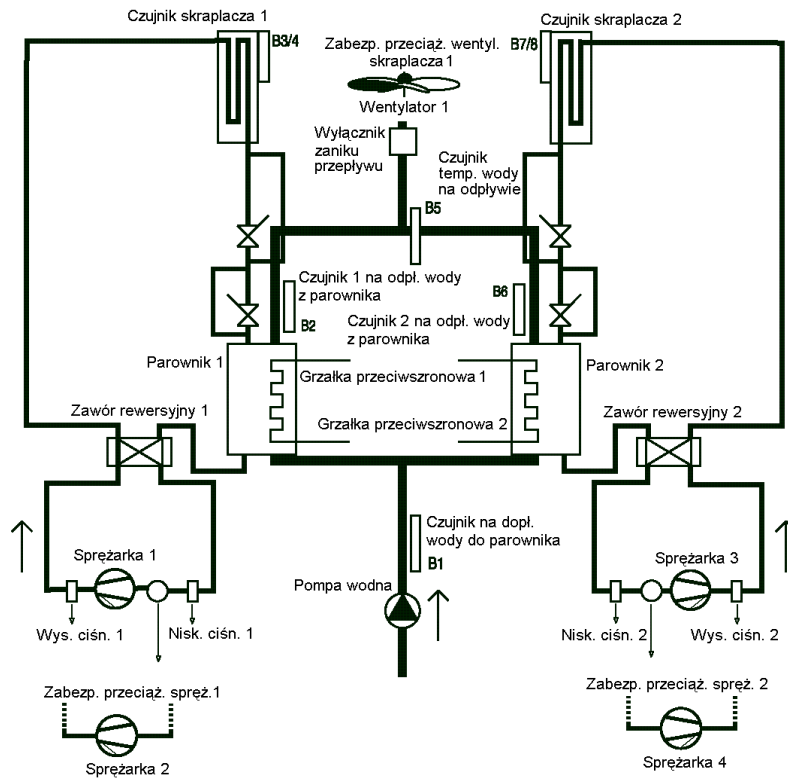 Czujnik skraplacza 1
Czujnik skraplacza 2
B3/4
Zabezp. przeciąż. wentyl.
skraplacza 1
B7/8
Wentylator 1
Wyłącznik
zaniku
przepływu
Czujnik
temp. wody
na odpływie
B5
Czujnik 1 na odpł. wody
z parownika
B2
B6
Czujnik 2 na odpł. wody
z parownika
Parownik 1
Parownik 2
Grzałka przeciwszronowa 1
Grzałka przeciwszronowa 2
Zawór rewersyjny 1
Zawór rewersyjny 2
Czujnik na dopł.
wody do parownika
B1
Sprężarka 1
Sprężarka 3
Pompa wodna
Wys. ciśn. 1
Nisk. ciśn. 1
Nisk. ciśn. 2
Wys. ciśn. 2
Zabezp. przeciąż. spręż.1
Zabezp. przeciąż. spręż. 2
Sprężarka 2
Sprężarka 4